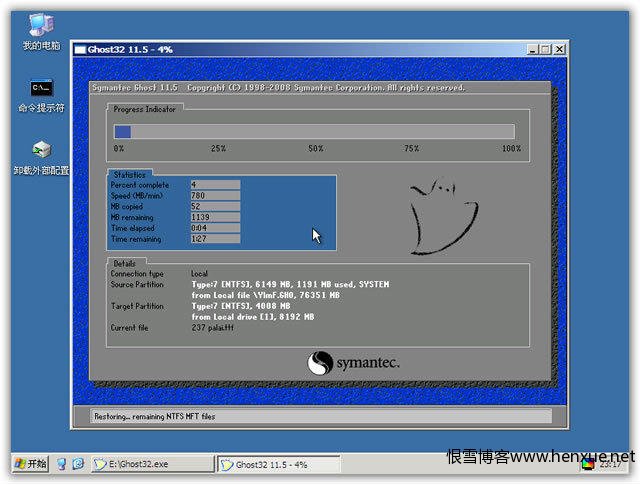 我的电脑
命令提示符
卸载外部配置
Ghost32 11.5 - 4%
Symantec Ghost 11.5 Copyright (C) 1998-2008 Symantec Corporation. All rights reserved.
Progress Indicator
0% 25% 50% 75% 100%
Statistics
Percent complete 4
Speed (MB/min) 780
MB copied 52
MB remaining 1139
Time elapsed 0:04
Time remaining 1:27
Details
Connection type Local
Source Partition Type:7 [NTFS], 6149 MB, 1191 MB used, SYSTEM
from Local file \YlmF.GHO, 76351 MB
Target Partition Type:7 [NTFS], 4008 MB
from Local drive [1], 8192 MB
Current file 237 palai.ttf
symantec.
Restoring... remaining NTFS MFT files
恨雪博客www.henxue.net
开始 E:\Ghost32.exe Ghost32 11.5 - 4% 23:17